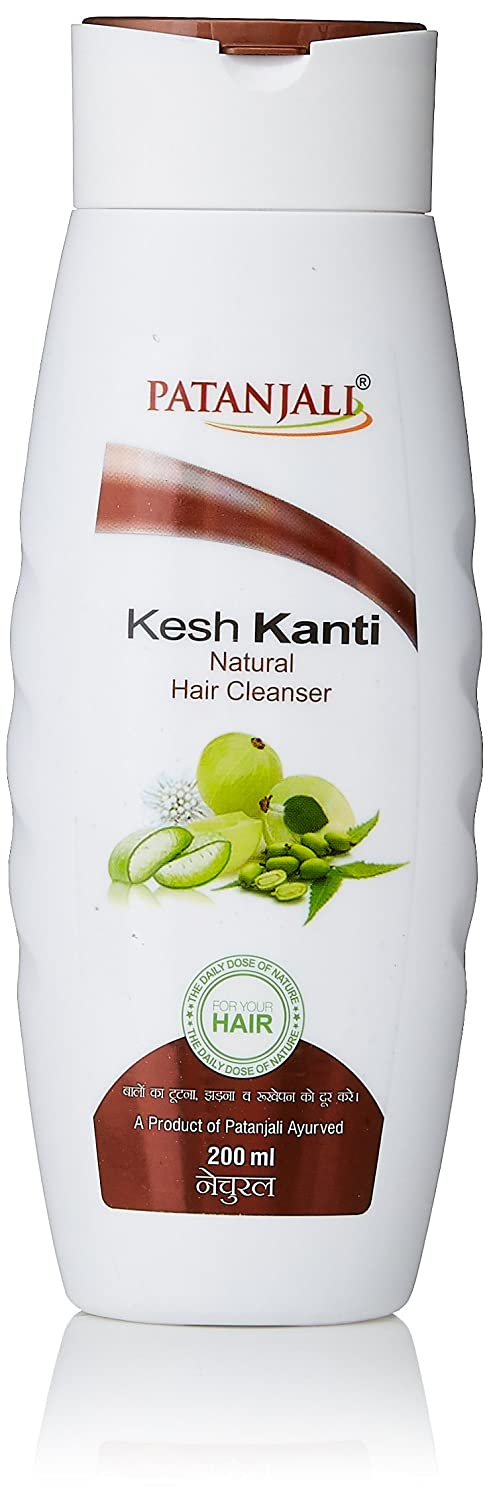 PATANJALI®
Kesh Kanti
Natural
Hair Cleanser
THE DAILY DOSE OF NATURE
FOR YOUR
HAIR
THE DAILY DOSE OF NATURE
बालों का टूटना, झड़ना व रूखेपन को दूर करे।
A Product of Patanjali Ayurved
200 ml
नेचुरल